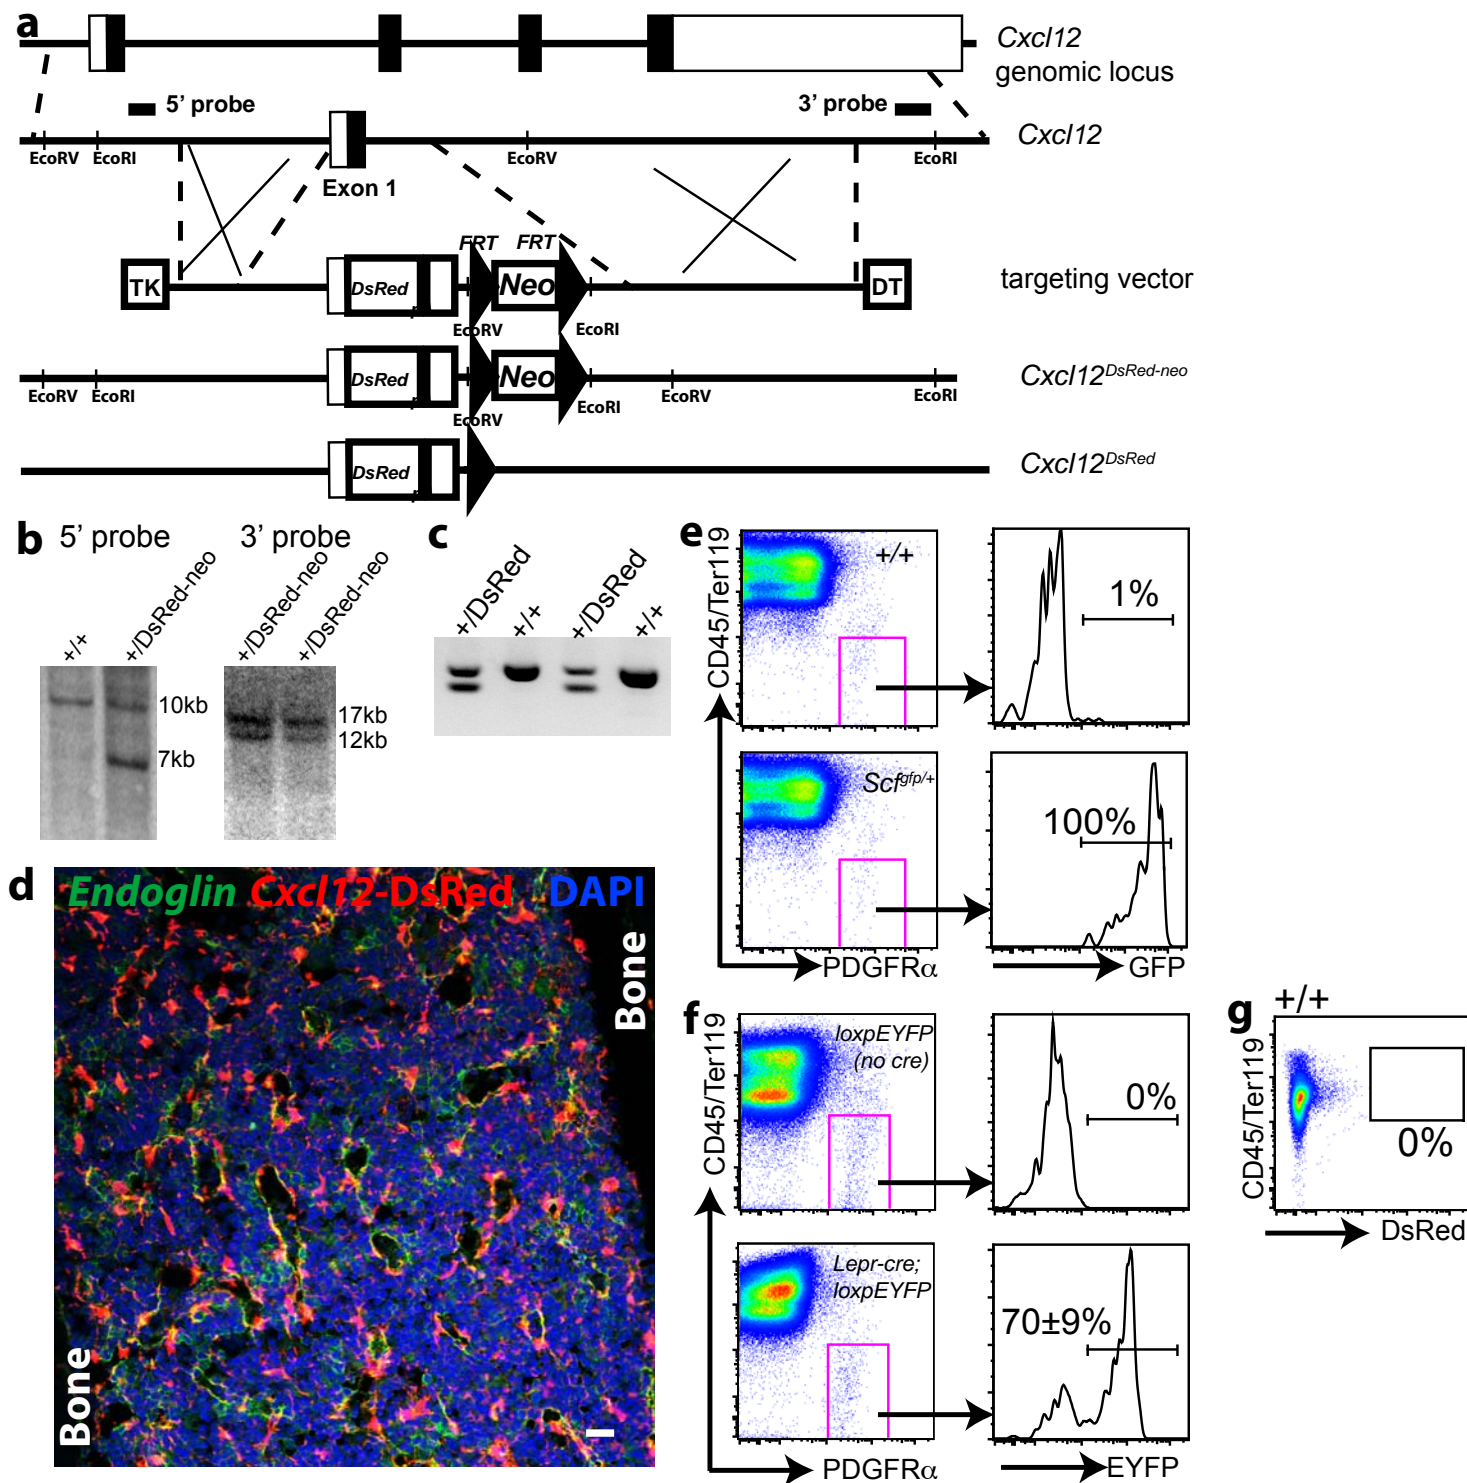 a
Cxcl12
genomic locus
5’ probe
3’ probe
Cxcl12
EcoRV
EcoRI
EcoRV
EcoRI
Exon 1
FRT
FRT
TK
DsRed
Neo
DT
targeting vector
EcoRV
EcoRI
DsRed
Neo
Cxcl12DsRed-neo
EcoRV
EcoRI
EcoRV
EcoRI
EcoRV
EcoRI
DsRed
Cxcl12DsRed
b
5’ probe
3’ probe
+/+
+/DsRed-neo
+/DsRed-neo
+/DsRed-neo
10kb
7kb
17kb
12kb
c
+/DsRed
+/+
+/DsRed
+/+
d
Endoglin Cxcl12-DsRed DAPI
Bone
Bone
e
CD45/Ter119
+/+
1%
Scfgfp/+
100%
PDGFRα
GFP
f
CD45/Ter119
loxpEYFP
(no cre)
0%
Lepr-cre;
loxpEYFP
70±9%
PDGFRα
EYFP
g
+/+
CD45/Ter119
0%
DsRed